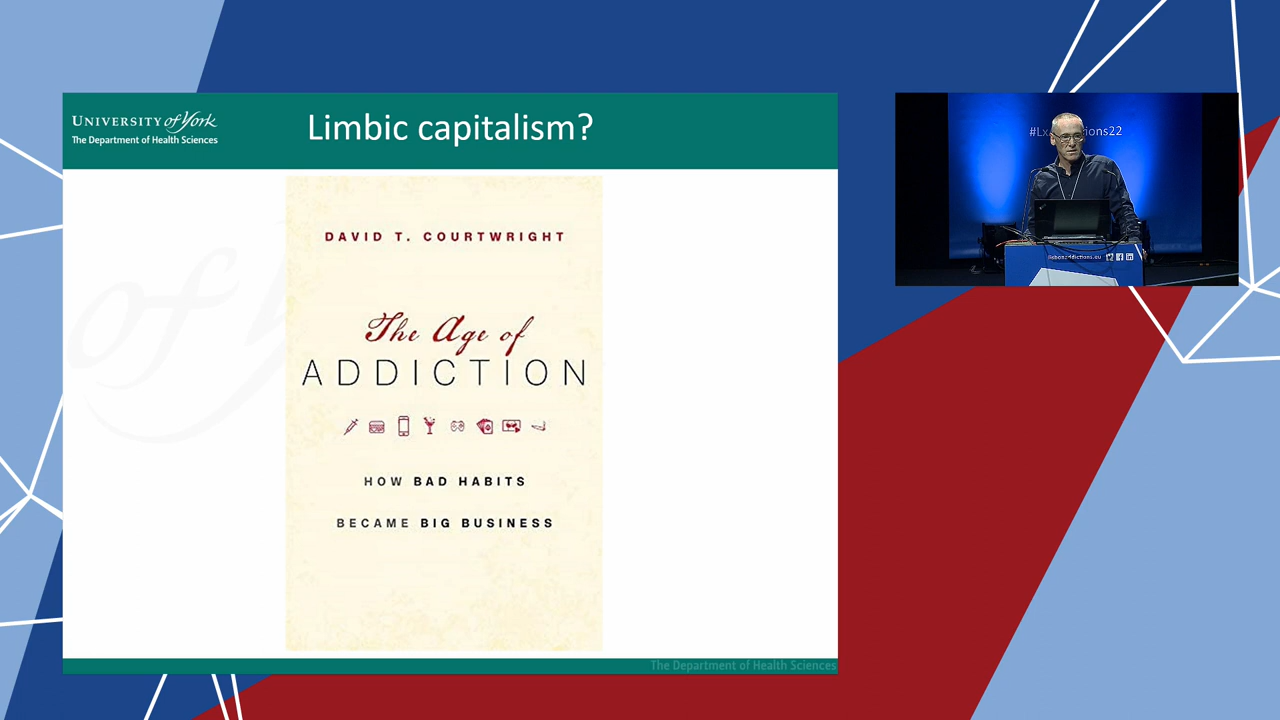 UNIVERSITY of York
The Department of Health Sciences
Limbic capitalism?
DAVID T. COURTWRIGHT
The Age of
ADDICTION
HOW BAD HABITS
BECAME BIG BUSINESS
The Department of Health Sciences